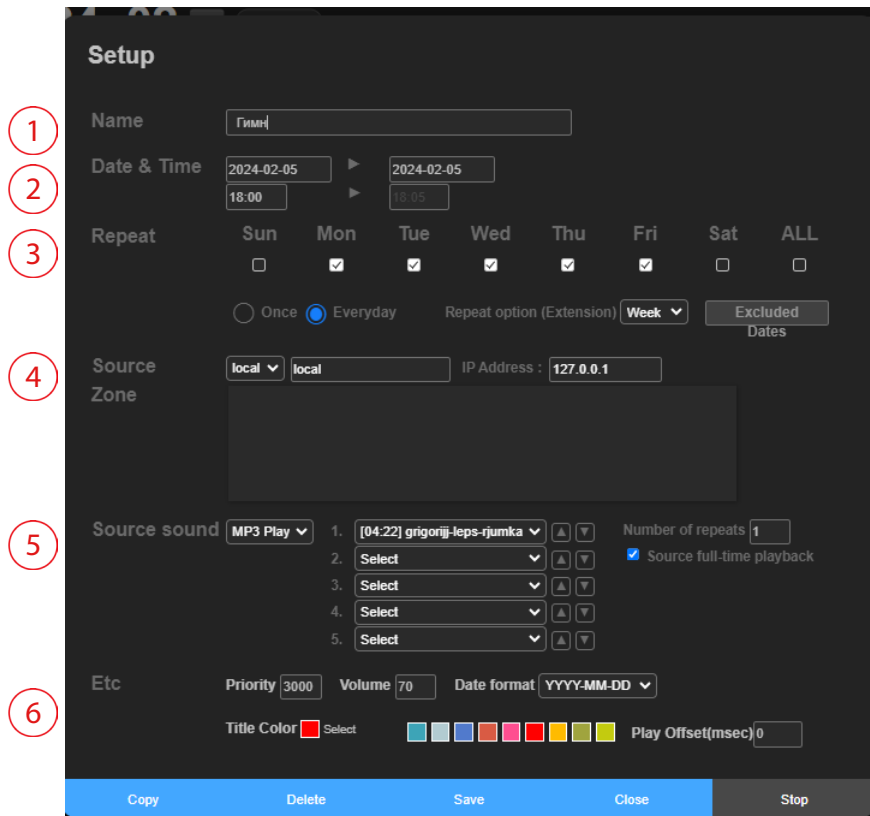 Setup
1
Name
Гимн
Date & Time
2024-02-05 ▶ 2024-02-05
2
18:00 ▶ 18:05
3
Repeat
Sun Mon Tue Wed Thu Fri Sat ALL
Once Everyday Repeat option (Extension) Week Excluded Dates
4
Source
local local IP Address : 127.0.0.1
Zone
5
Source sound
MP3 Play 1. [04:22] grigorijj-leps-rjumka Number of repeats 1
2. Select Source full-time playback
3. Select
4. Select
5. Select
6
Etc
Priority 3000 Volume 70 Date format YYYY-MM-DD
Title Color Select Play Offset(msec) 0
Copy Delete Save Close Stop